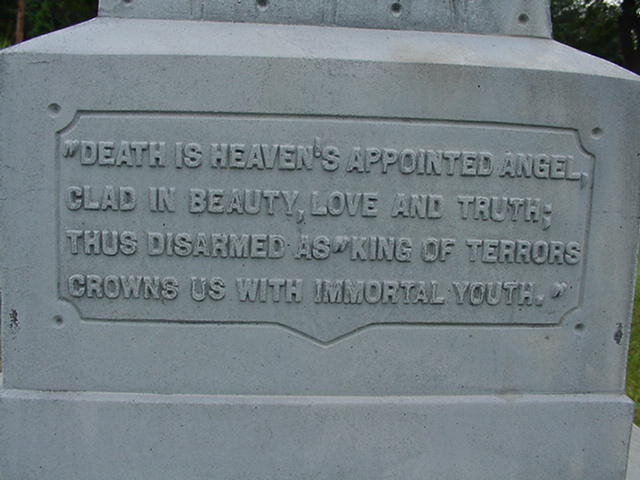 "DEATH IS HEAVEN'S APPOINTED ANGEL,
CLAD IN BEAUTY, LOVE AND TRUTH;
THUS DISARMED AS "KING OF TERRORS
CROWNS US WITH IMMORTAL YOUTH."